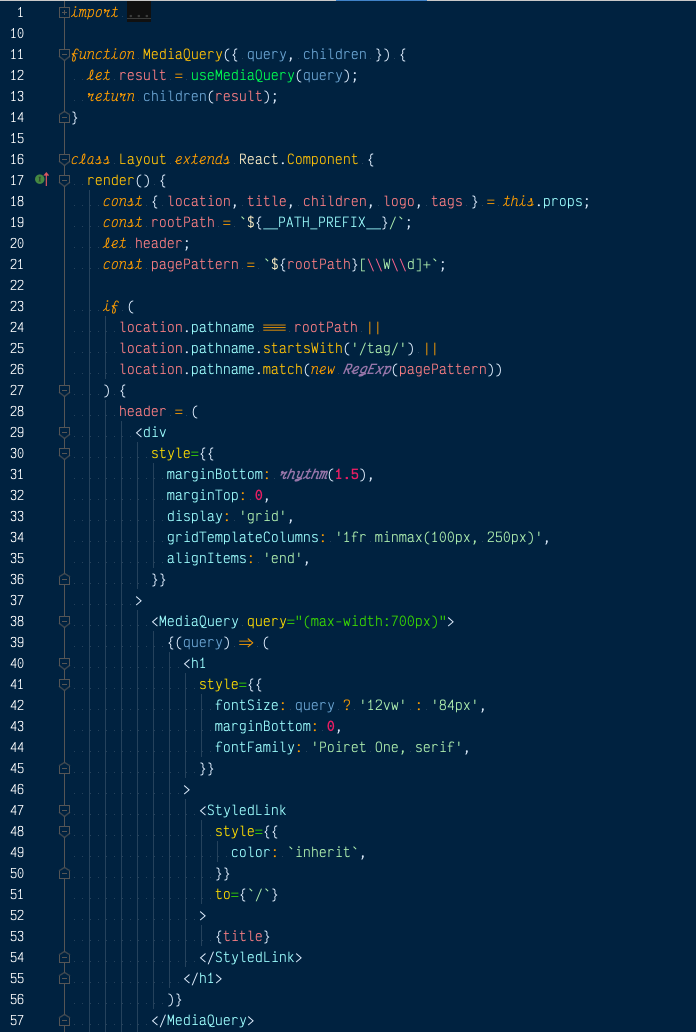 1 import ...
10
11 function MediaQuery({ query, children }) {
12   let result = useMediaQuery(query);
13   return children(result);
14 }
15
16 class Layout extends React.Component {
17   render() {
18     const { location, title, children, logo, tags } = this.props;
19     const rootPath = `${__PATH_PREFIX__}/`;
20     let header;
21     const pagePattern = `${rootPath}[\\W\\d]+`;
22
23     if (
24       location.pathname === rootPath ||
25       location.pathname.startsWith('/tag/') ||
26       location.pathname.match(new RegExp(pagePattern))
27     ) {
28       header = (
29         <div
30           style={{
31             marginBottom: rhythm(1.5),
32             marginTop: 0,
33             display: 'grid',
34             gridTemplateColumns: '1fr minmax(100px, 250px)',
35             alignItems: 'end',
36           }}
37         >
38           <MediaQuery query="(max-width:700px)">
39             {(query) => (
40               <h1
41                 style={{
42                   fontSize: query ? '12vw' : '84px',
43                   marginBottom: 0,
44                   fontFamily: 'Poiret One, serif',
45                 }}
46               >
47                 <StyledLink
48                   style={{
49                     color: `inherit`,
50                   }}
51                   to={`/`}
52                 >
53                   {title}
54                 </StyledLink>
55               </h1>
56             )}
57           </MediaQuery>